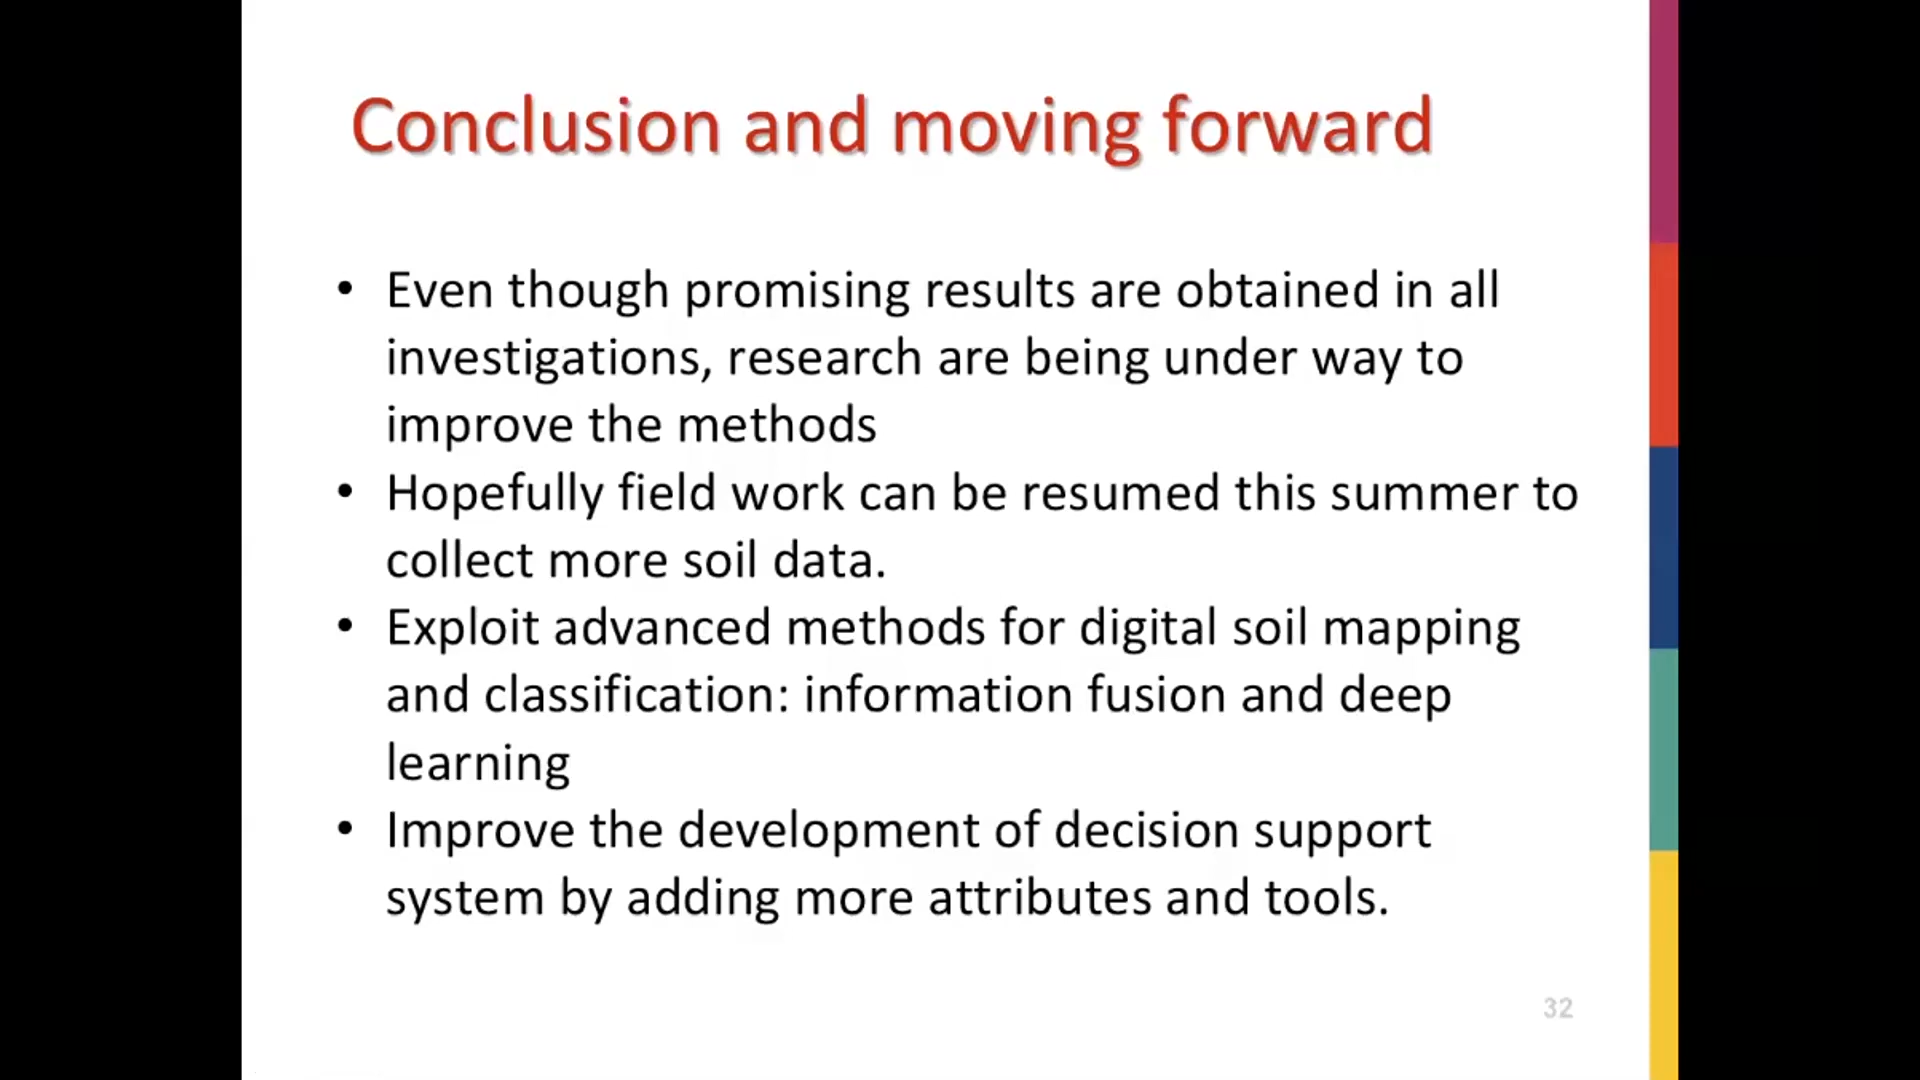 Conclusion and moving forward
• Even though promising results are obtained in all
investigations, research are being under way to
improve the methods
• Hopefully field work can be resumed this summer to
collect more soil data.
• Exploit advanced methods for digital soil mapping
and classification: information fusion and deep
learning
• Improve the development of decision support
system by adding more attributes and tools.
32